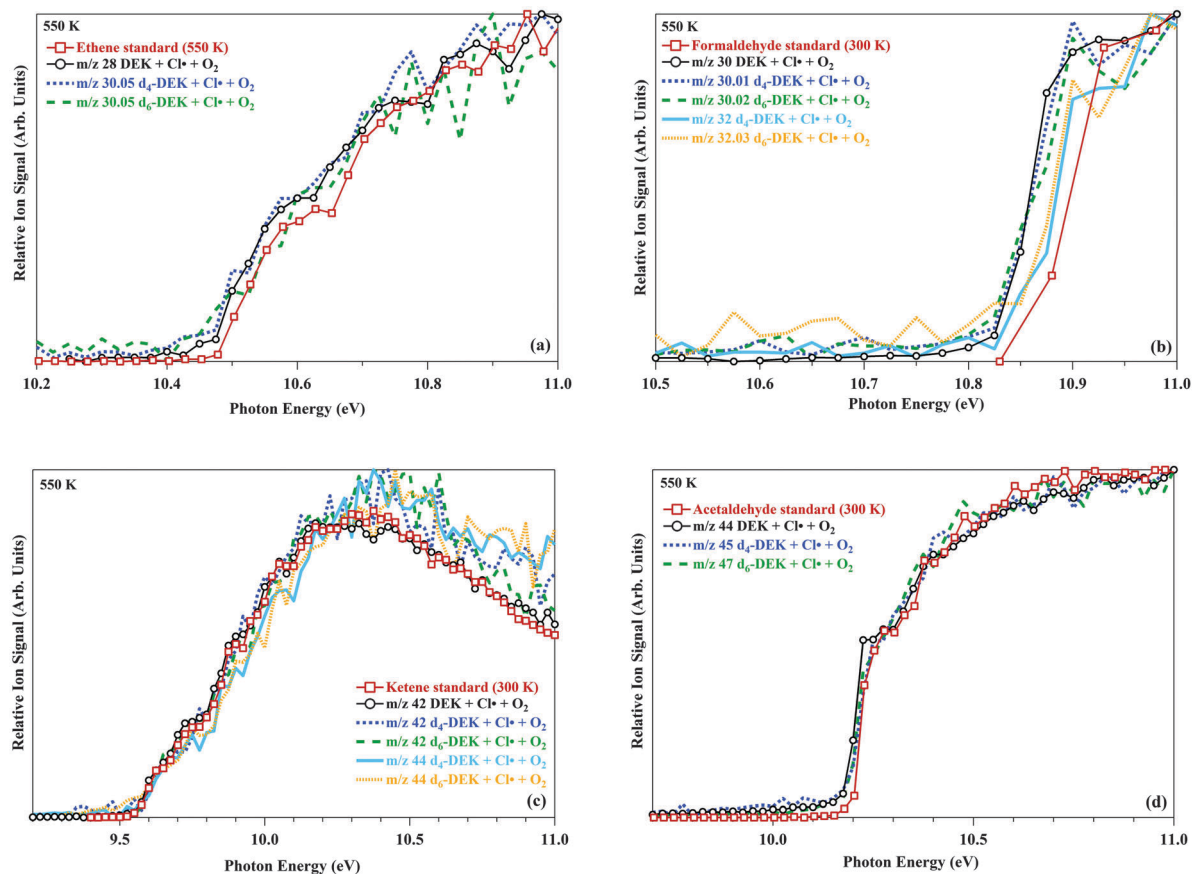 550 K
Ethene standard (550 K)
m/z 28 DEK + Cl• + O₂
m/z 30.05 d₄-DEK + Cl• + O₂
m/z 30.05 d₆-DEK + Cl• + O₂
Relative Ion Signal (Arb. Units)
(a)
10.2 10.4 10.6 10.8 11.0
Photon Energy (eV)
550 K
Formaldehyde standard (300 K)
m/z 30 DEK + Cl• + O₂
m/z 30.01 d₄-DEK + Cl• + O₂
m/z 30.02 d₆-DEK + Cl• + O₂
m/z 32 d₄-DEK + Cl• + O₂
m/z 32.03 d₆-DEK + Cl• + O₂
Relative Ion Signal (Arb. Units)
(b)
10.5 10.6 10.7 10.8 10.9 11.0
Photon Energy (eV)
550 K
Relative Ion Signal (Arb. Units)
Ketene standard (300 K)
m/z 42 DEK + Cl• + O₂
m/z 42 d₄-DEK + Cl• + O₂
m/z 42 d₆-DEK + Cl• + O₂
m/z 44 d₄-DEK + Cl• + O₂
m/z 44 d₆-DEK + Cl• + O₂
(c)
9.5 10.0 10.5 11.0
Photon Energy (eV)
550 K
Acetaldehyde standard (300 K)
m/z 44 DEK + Cl• + O₂
m/z 45 d₄-DEK + Cl• + O₂
m/z 47 d₆-DEK + Cl• + O₂
Relative Ion Signal (Arb. Units)
(d)
10.0 10.5 11.0
Photon Energy (eV)